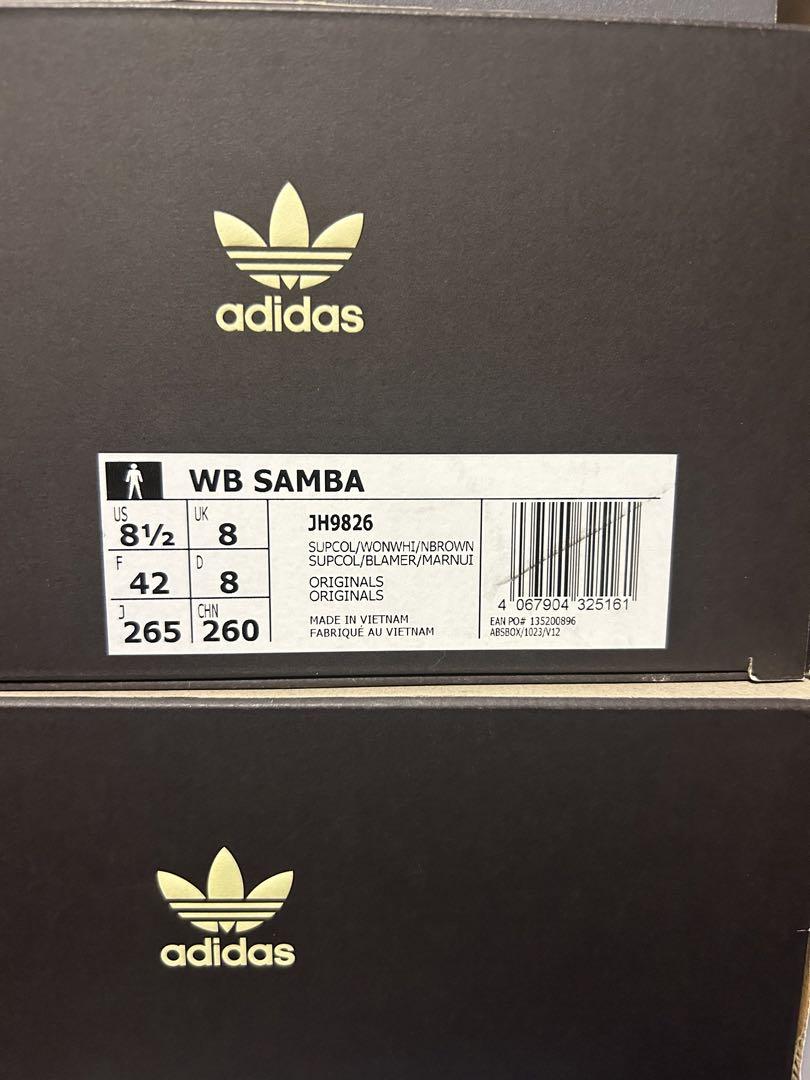 adidas
WB SAMBA
US 8½ UK 8
F 42 D 8
J 265 CHN 260
JH9826
SUPCOL/WONWHI/NBROWN
SUPCOL/BLAMER/MARNUI
ORIGINALS
ORIGINALS
MADE IN VIETNAM
FABRIQUÉ AU VIETNAM
4 067904 325161
EAN PO# 135200896
ABSBOX/1023/V12
adidas